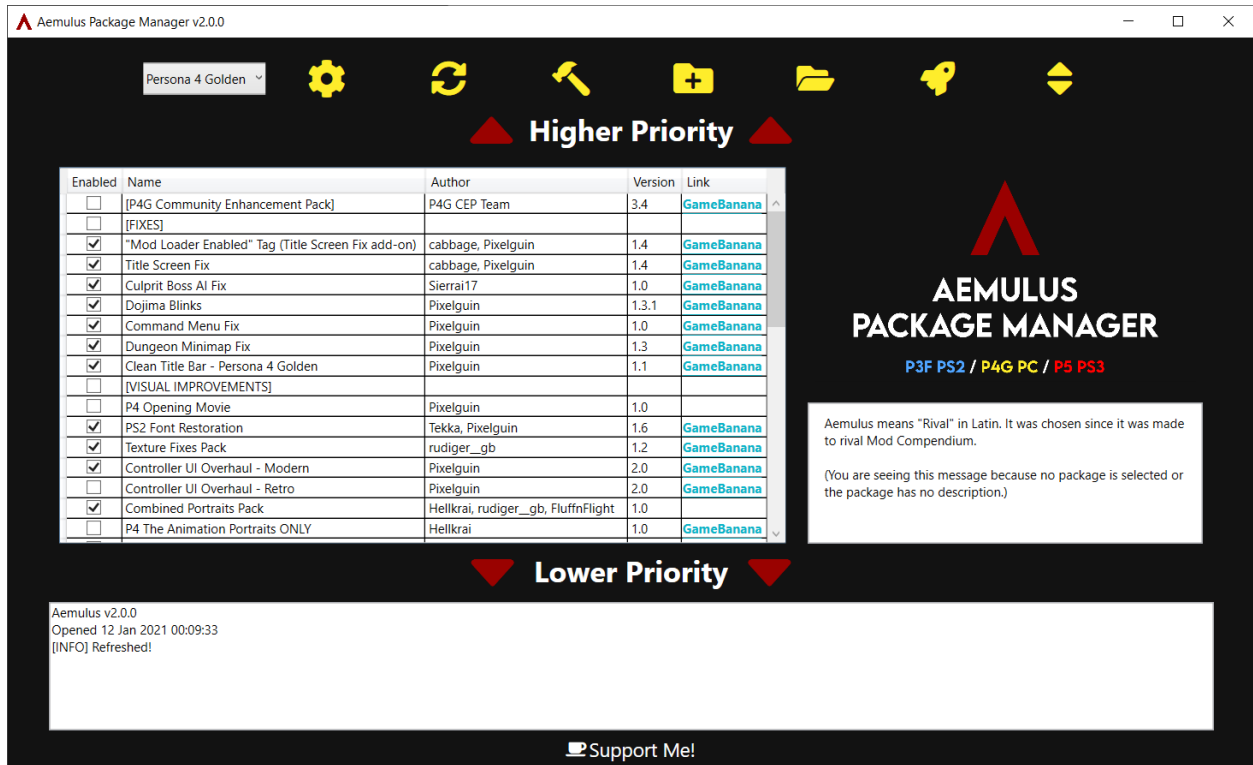 Aemulus Package Manager v2.0.0
Persona 4 Golden
Higher Priority
Enabled Name Author Version Link
[P4G Community Enhancement Pack] P4G CEP Team 3.4 GameBanana
[FIXES]
"Mod Loader Enabled" Tag (Title Screen Fix add-on) cabbage, Pixelguin 1.4 GameBanana
Title Screen Fix cabbage, Pixelguin 1.4 GameBanana
Culprit Boss AI Fix Sierrai17 1.0 GameBanana
Dojima Blinks Pixelguin 1.3.1 GameBanana
Command Menu Fix Pixelguin 1.0 GameBanana
Dungeon Minimap Fix Pixelguin 1.3 GameBanana
Clean Title Bar - Persona 4 Golden Pixelguin 1.1 GameBanana
[VISUAL IMPROVEMENTS]
P4 Opening Movie Pixelguin 1.0
PS2 Font Restoration Tekka, Pixelguin 1.6 GameBanana
Texture Fixes Pack rudiger__gb 1.2 GameBanana
Controller UI Overhaul - Modern Pixelguin 2.0 GameBanana
Controller UI Overhaul - Retro Pixelguin 2.0 GameBanana
Combined Portraits Pack Hellkrai, rudiger__gb, FluffnFlight 1.0
P4 The Animation Portraits ONLY Hellkrai 1.0 GameBanana
AEMULUS
PACKAGE MANAGER
P3F PS2 / P4G PC / P5 PS3
Aemulus means "Rival" in Latin. It was chosen since it was made
to rival Mod Compendium.
(You are seeing this message because no package is selected or
the package has no description.)
Lower Priority
Aemulus v2.0.0
Opened 12 Jan 2021 00:09:33
[INFO] Refreshed!
Support Me!